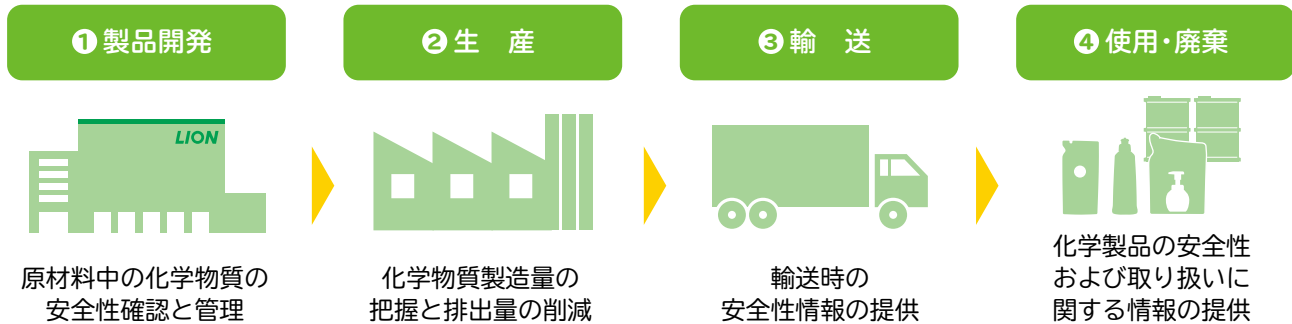 ❶製品開発
❷生　産
❸輸　送
❹使用・廃棄
LION
原材料中の化学物質の
安全性確認と管理
化学物質製造量の
把握と排出量の削減
輸送時の
安全性情報の提供
化学製品の安全性
および取り扱いに
関する情報の提供